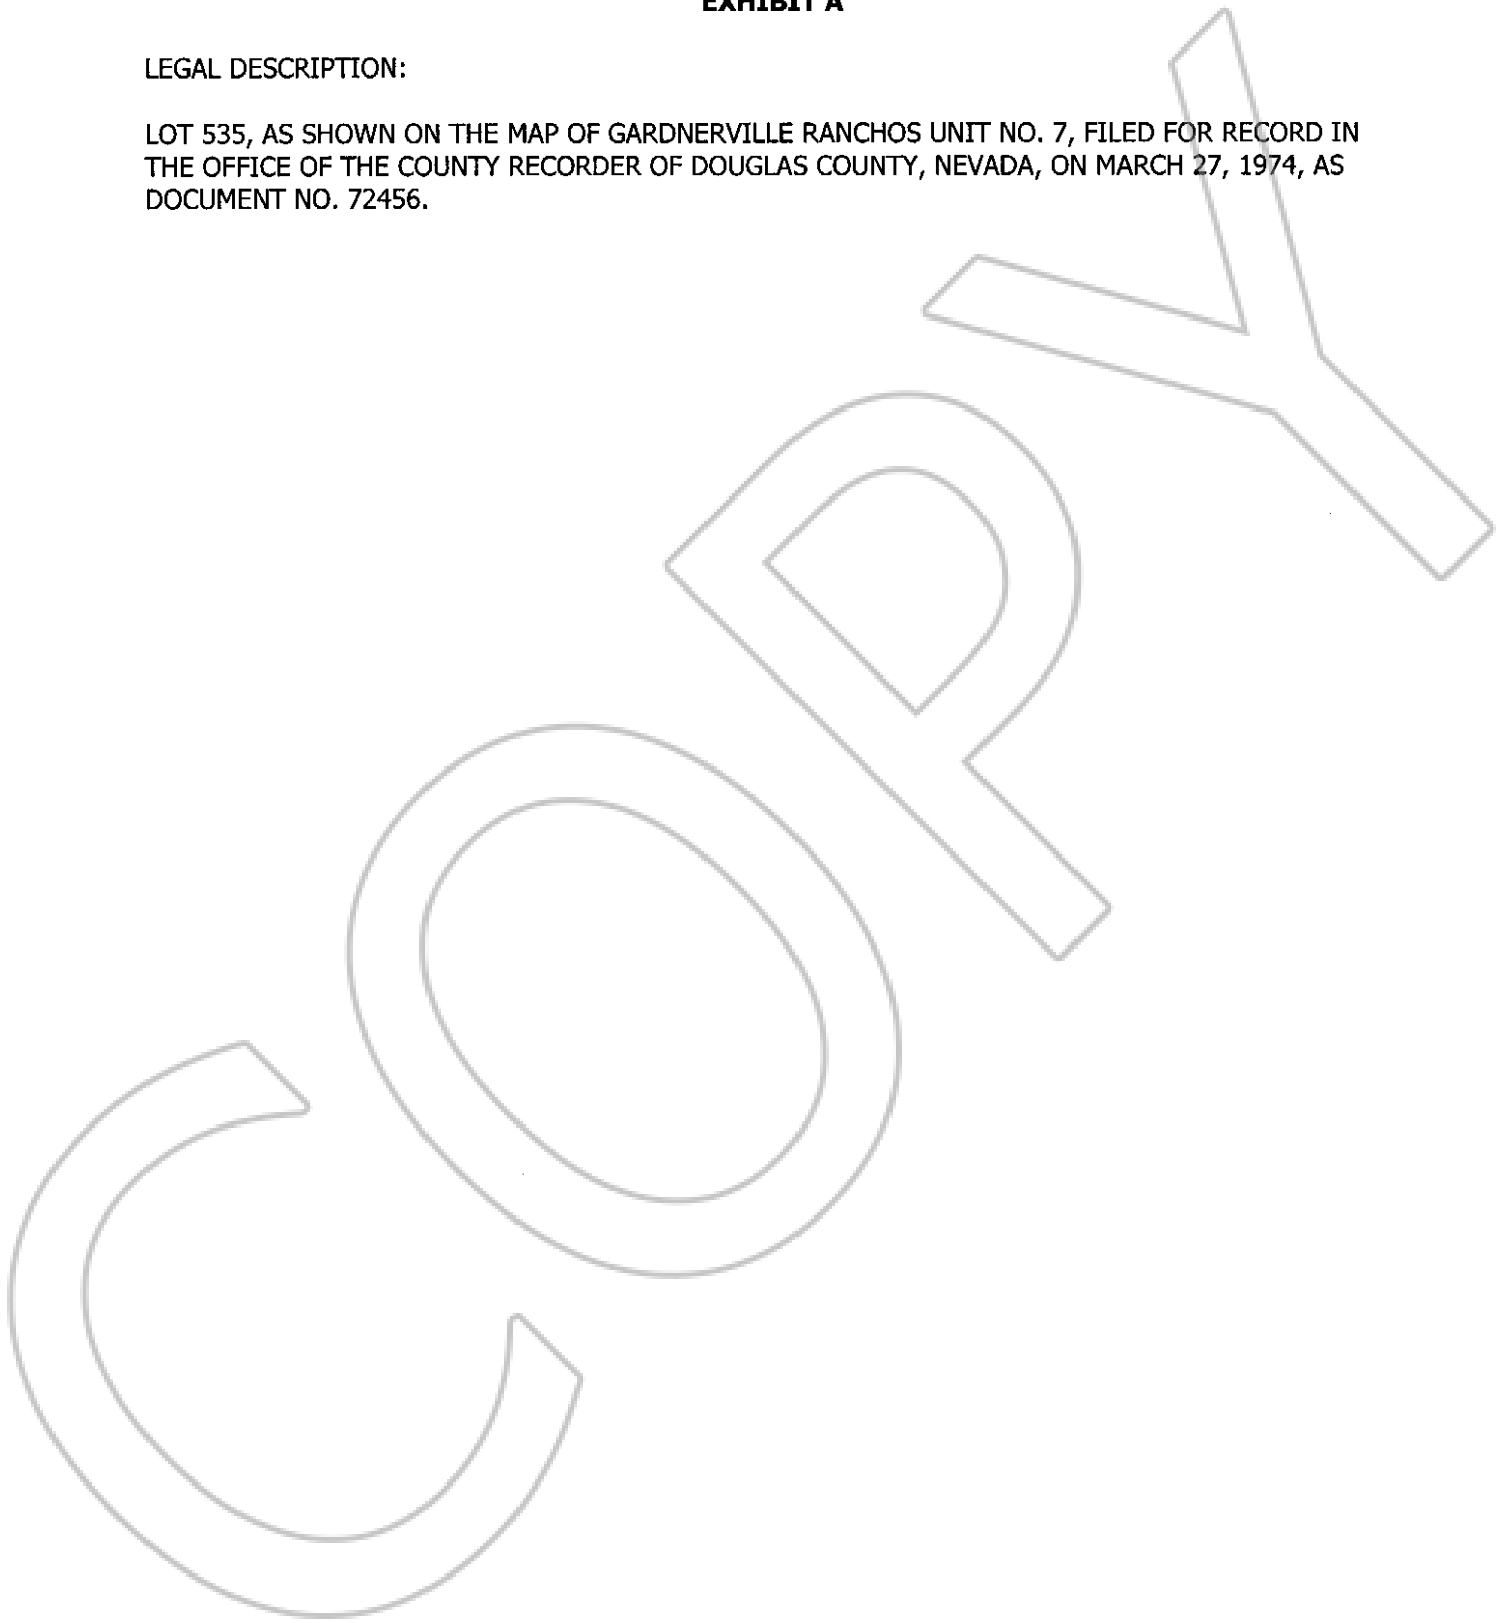 EXHIBIT A
LEGAL DESCRIPTION:
LOT 535, AS SHOWN ON THE MAP OF GARDNERVILLE RANCHOS UNIT NO. 7, FILED FOR RECORD IN
THE OFFICE OF THE COUNTY RECORDER OF DOUGLAS COUNTY, NEVADA, ON MARCH 27, 1974, AS
DOCUMENT NO. 72456.
COPY